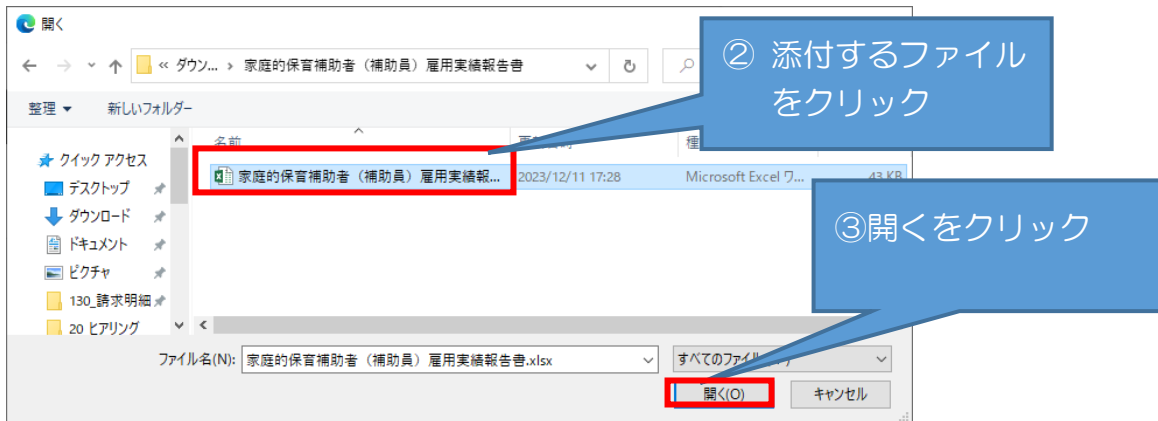 開く
« ダウン... › 家庭的保育補助者（補助員）雇用実績報告書
② 添付するファイル
をクリック
整理 ▼ 新しいフォルダー
名前
クイック アクセス
家庭的保育補助者（補助員）雇用実績報... 2023/12/11 17:28 Microsoft Excel ワ... 43 KB
デスクトップ
ダウンロード
③開くをクリック
ドキュメント
ピクチャ
130_請求明細
20 ヒアリング
ファイル名(N): 家庭的保育補助者（補助員）雇用実績報告書.xlsx
開く(O) キャンセル